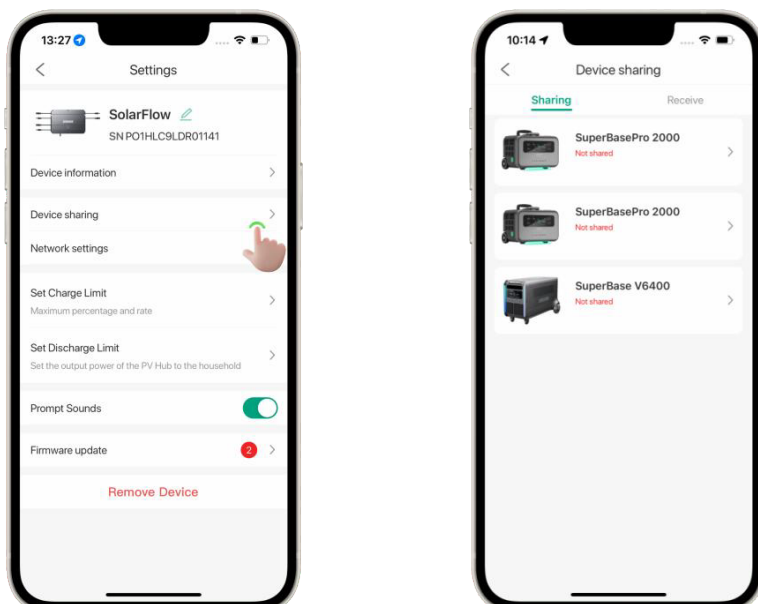 13:27
Settings
SolarFlow
SN PO1HLC9LDR01141
Device information
Device sharing
Network settings
Set Charge Limit
Maximum percentage and rate
Set Discharge Limit
Set the output power of the PV Hub to the household
Prompt Sounds
Firmware update
2
Remove Device
10:14
Device sharing
Sharing
Receive
SuperBasePro 2000
Not shared
SuperBasePro 2000
Not shared
SuperBase V6400
Not shared